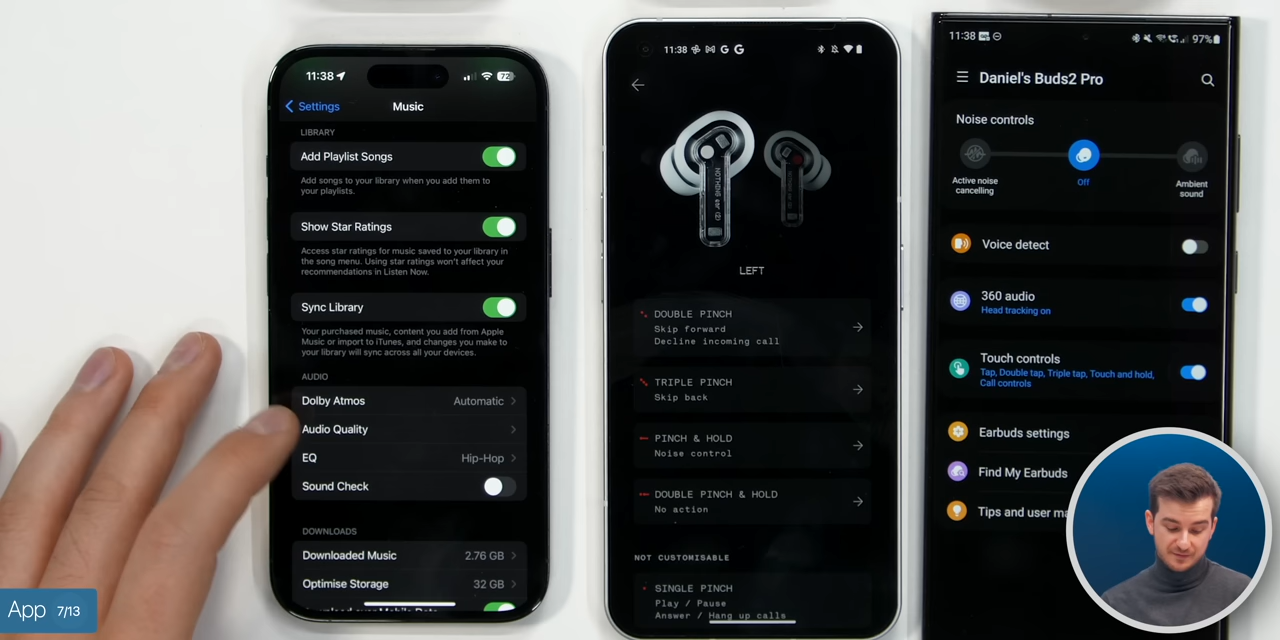 11:38
72
Settings
Music
LIBRARY
Add Playlist Songs
Add songs to your library when you add them to
your playlists.
Show Star Ratings
Access star ratings for music saved to your library in
the song menu. Using star ratings won't affect your
recommendations in Listen Now.
Sync Library
Your purchased music, content you add from Apple
Music or import to iTunes, and changes you make to
your library will sync across all your devices.
AUDIO
Dolby Atmos Automatic
Audio Quality
EQ Hip-Hop
Sound Check
DOWNLOADS
Downloaded Music 2.76 GB
Optimise Storage 32 GB
11:38 G G
NOTHING ear (2)
LEFT
DOUBLE PINCH
Skip forward
Decline incoming call
TRIPLE PINCH
Skip back
PINCH & HOLD
Noise control
DOUBLE PINCH & HOLD
No action
NOT CUSTOMISABLE
SINGLE PINCH
Play / Pause
Answer / Hang up calls
11:38
97%
Daniel's Buds2 Pro
Noise controls
Active noise
cancelling
Off
Ambient
sound
Voice detect
360 audio
Head tracking on
Touch controls
Tap, Double tap, Triple tap, Touch and hold,
Call controls
Earbuds settings
Find My Earbuds
Tips and user
App 7/13